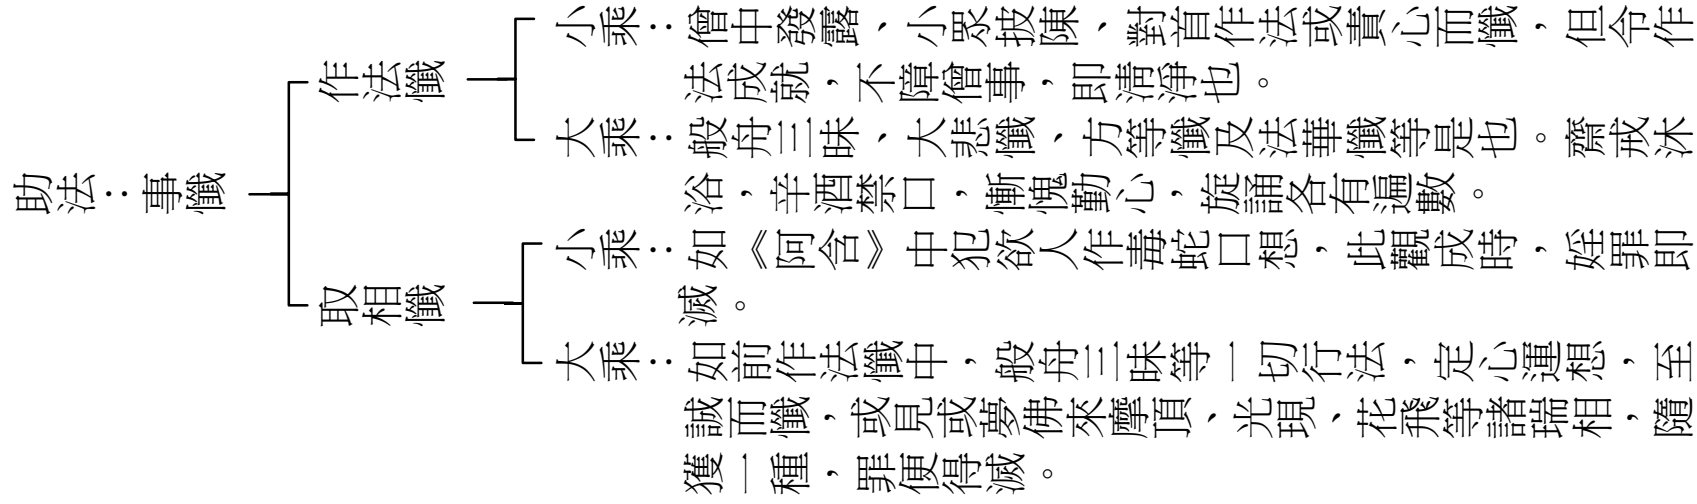 助法：事懺
作法懺
小乘：僧中發露、小眾披陳、對首作法或責心而懺，但令作
法成就，不障僧事，即清淨也。
大乘：般舟三昧、大悲懺、方等懺及法華懺等是也。齋戒沐
浴，辛酒禁口，慚愧勤心，旋誦各有遍數。
取相懺
小乘：如《阿含》中犯欲人作毒蛇口想，此觀成時，婬罪即
滅。
大乘：如前作法懺中，般舟三昧等一切行法，定心運想，至
誠而懺，或見或夢佛來摩頂、光現、花飛等諸瑞相，隨
獲一種，罪便得滅。